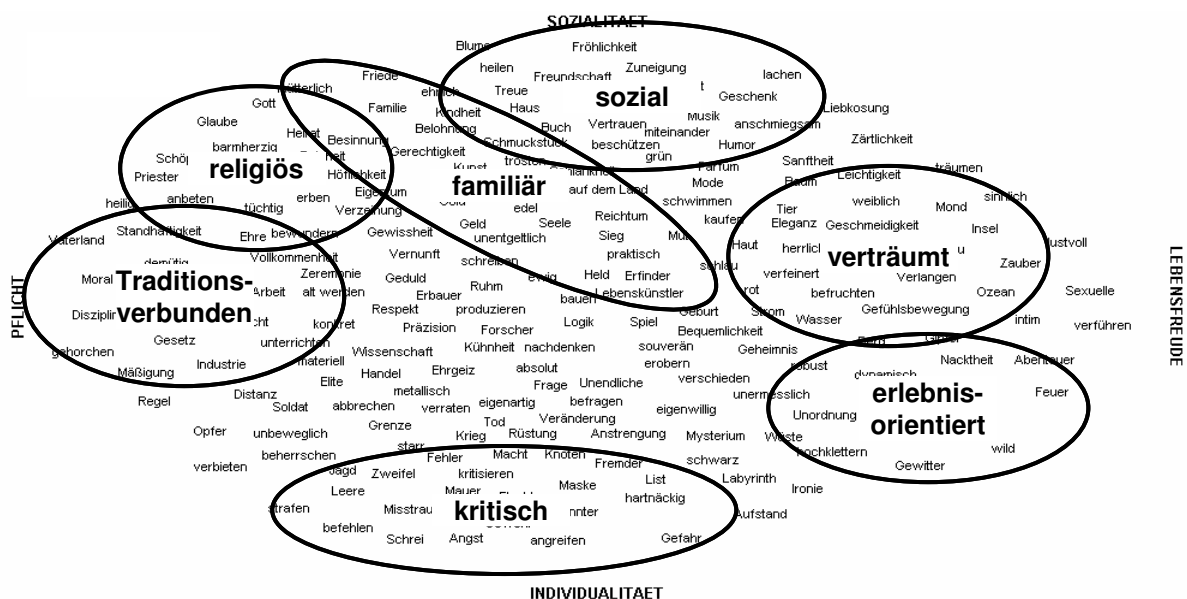 SOZIALITAET
Blume
Fröhlichkeit
heilen
Freundschaft
Zuneigung
lachen
Friede
mütterlich
ehrlich
Treue
sozial
Geschenk
Gott
Familie
Kindheit
Haus
Musik
Liebkosung
Glaube
Belohnung
Buch
Vertrauen
miteinander
anschmiegsam
Heirat
Besinnung
Schmuckstück
beschützen
Humor
Zärtlichkeit
barmherzig
Gerechtigkeit
trösten
grün
Sanftheit
religiös
Höflichkeit
Kunst
familiär
Parfum
Leichtigkeit
träumen
Priester
Mode
Baum
auf dem Land
anbeten
erben
Eigentum
schwimmen
weiblich
sinnlich
heilig
tüchtig
Verzeihung
edel
Reichtum
kaufen
Tier
Mond
Geld
Seele
Eleganz
Geschmeidigkeit
Insel
Vaterland
Standhaftigkeit
Ehre
bewundern
Gewissheit
unentgeltlich
Sieg
Haut
lustvoll
Vollkommenheit
Vernunft
praktisch
verträumt
demütig
schreiben
schlau
Zauber
Moral
Traditions-
verbunden
Zeremonie
Geduld
ewig
Held
Erfinder
verfeinert
Verlangen
Arbeit
alt werden
Ruhm
Lebenskünstler
rot
befruchten
Ozean
Sexuelle
Erbauer
bauen
Respekt
produzieren
Geburt
Strom
Wasser
Gefühlsbewegung
intim
verführen
konkret
Präzision
Forscher
Logik
Spiel
Bequemlichkeit
PFLICHT
LEBENSFREUDE
Gesetz
unterrichten
Wissenschaft
Kühnheit
nachdenken
souverän
Geheimnis
gehorchen
Industrie
materiell
erobern
robust
Nacktheit
Abenteuer
Mäßigung
Handel
Ehrgeiz
absolut
verschieden
dynamisch
Elite
metallisch
Frage
Unendliche
unermesslich
erlebnis-
orientiert
Feuer
Regel
Distanz
Soldat
abbrechen
verraten
eigenartig
befragen
eigenwillig
Unordnung
Grenze
Tod
Veränderung
Opfer
unbeweglich
Krieg
Rüstung
Anstrengung
Mysterium
Wüste
starr
beherrschen
Macht
Knoten
hochklettern
wild
verbieten
Jagd
Fehler
Zweifel
kritisieren
Fremder
schwarz
Gewitter
Leere
Mauer
Maske
List
Labyrinth
Ironie
hartnäckig
strafen
kritisch
Aufstand
befehlen
Schrei
Angst
angreifen
Gefahr
INDIVIDUALITAET